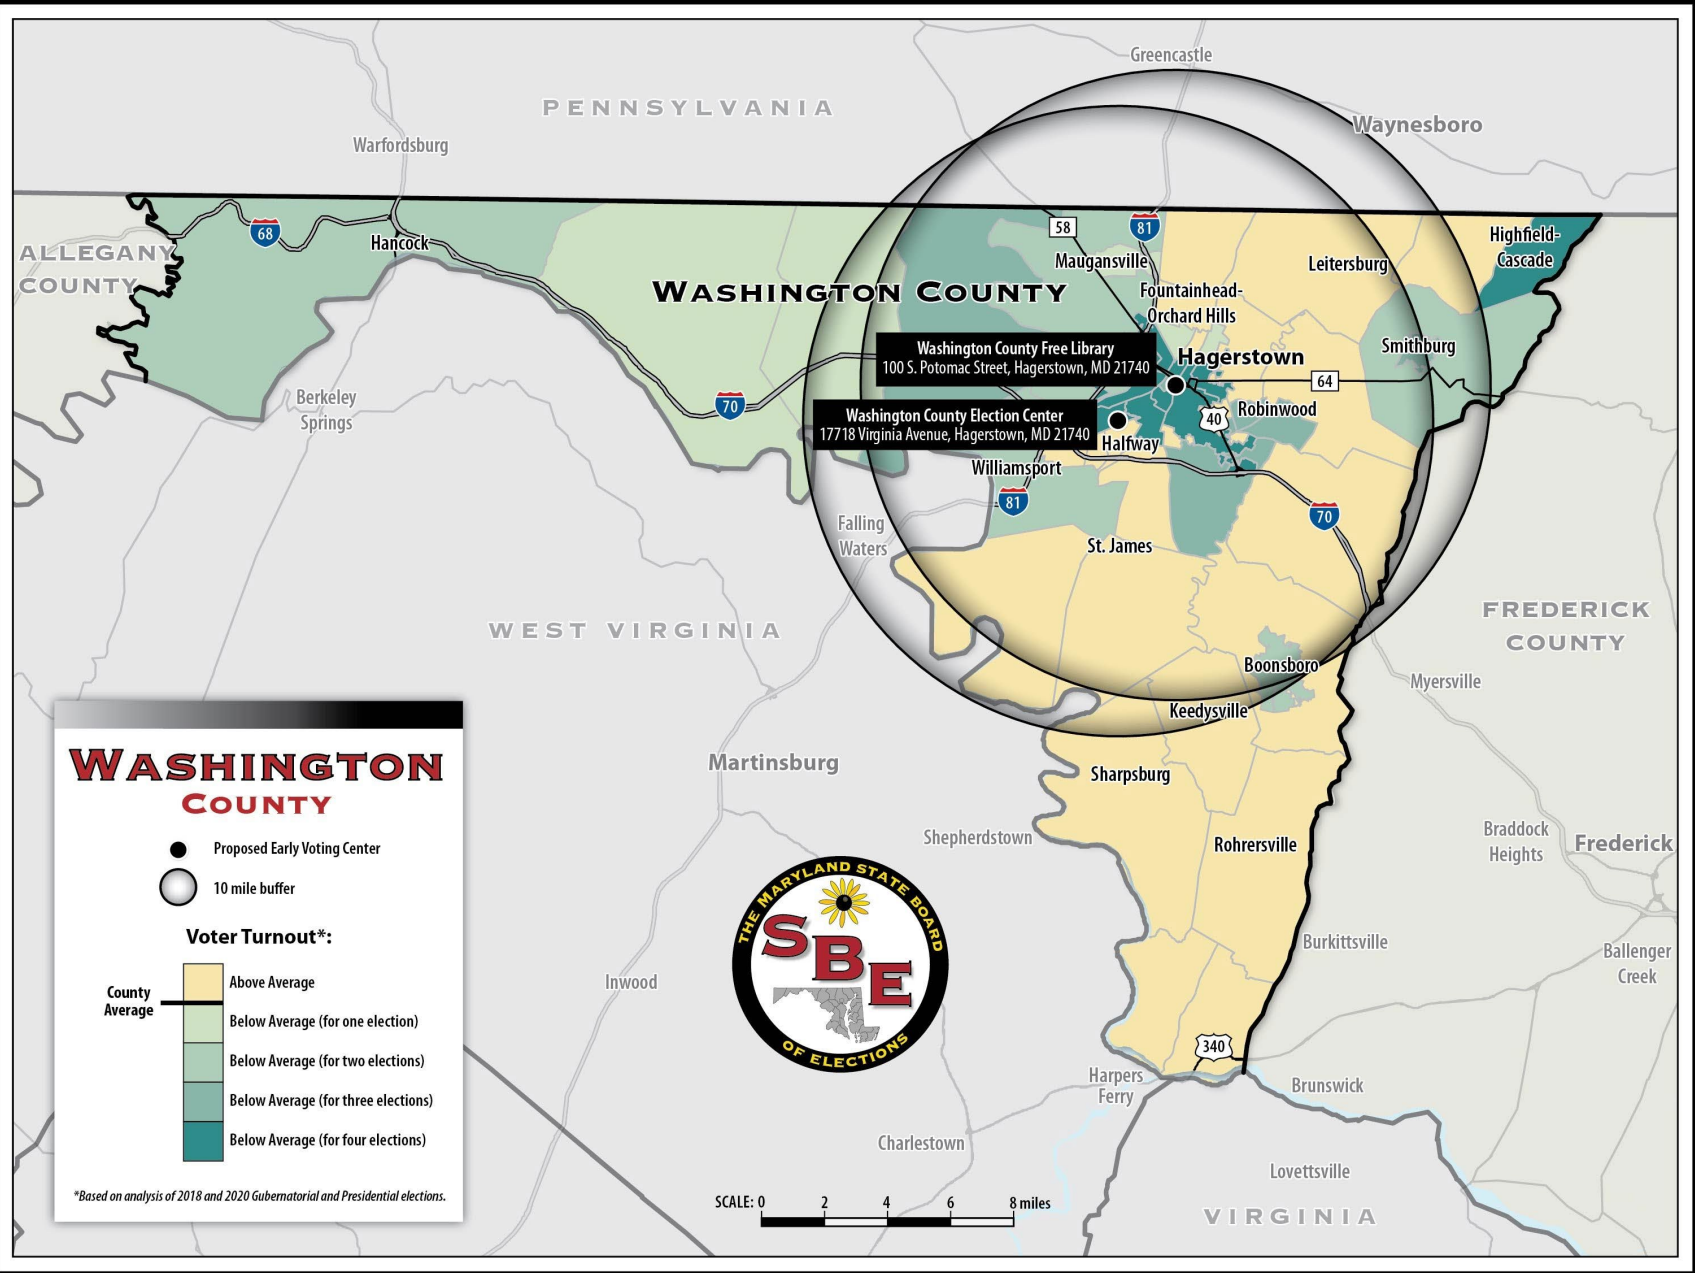 Greencastle
PENNSYLVANIA
Waynesboro
Warfordsburg
68
Hancock
ALLEGANY
COUNTY
58
81
Maugansville
Highfield-
Cascade
Leitersburg
WASHINGTON COUNTY
Fountainhead-
Orchard Hills
Washington County Free Library
100 S. Potomac Street, Hagerstown, MD 21740
Hagerstown
Smithburg
64
Berkeley
Springs
70
Washington County Election Center
17718 Virginia Avenue, Hagerstown, MD 21740
40
Robinwood
Halfway
Williamsport
81
70
Falling
Waters
St. James
WEST VIRGINIA
FREDERICK
COUNTY
Boonsboro
Myersville
Keedysville
Martinsburg
Sharpsburg
Shepherdstown
Rohrersville
Braddock
Heights
Frederick
Burkittsville
Ballenger
Creek
Inwood
340
Harpers
Ferry
Brunswick
Charlestown
Lovettsville
VIRGINIA
WASHINGTON
COUNTY
Proposed Early Voting Center
10 mile buffer
Voter Turnout*:
Above Average
County
Average
Below Average (for one election)
Below Average (for two elections)
Below Average (for three elections)
Below Average (for four elections)
*Based on analysis of 2018 and 2020 Gubernatorial and Presidential elections.
THE MARYLAND STATE BOARD
SBE
OF ELECTIONS
SCALE: 0 2 4 6 8 miles